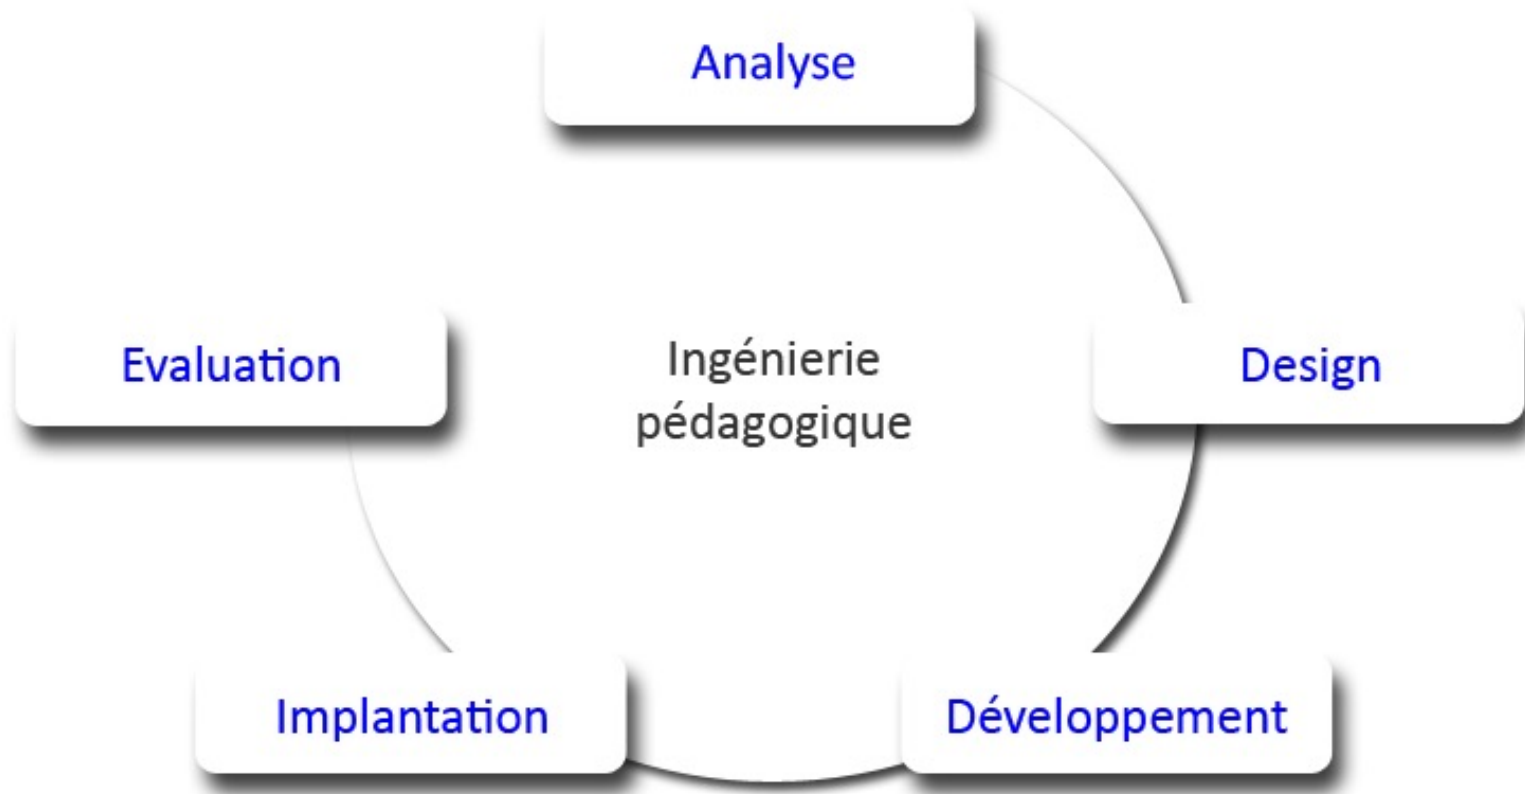 Analyse
Evaluation
Ingénierie
pédagogique
Design
Implantation
Développement